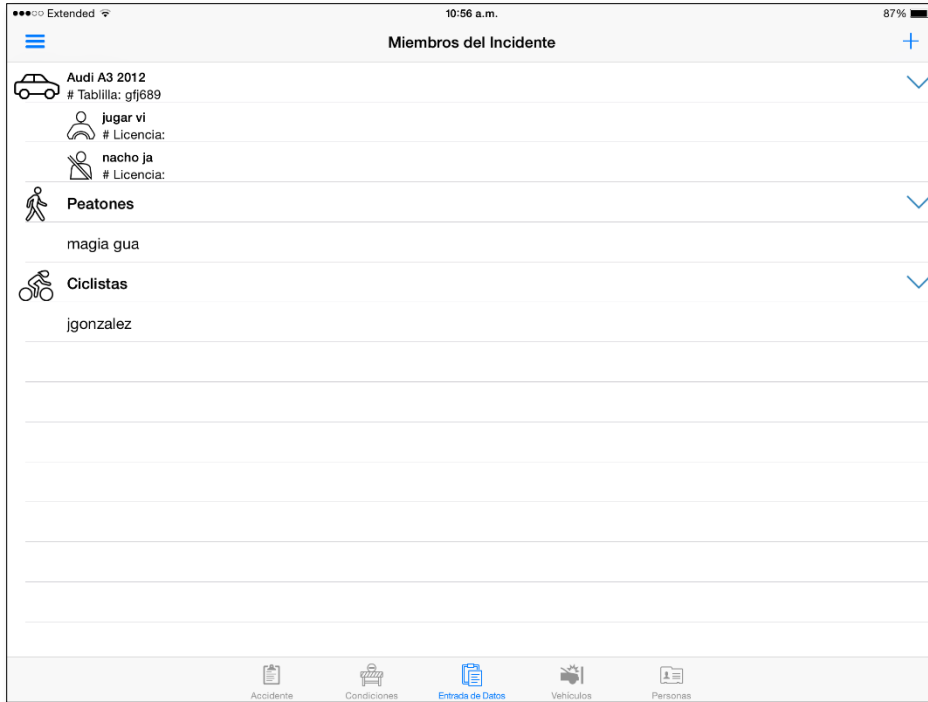 Extended
10:56 a.m.
87%
Miembros del Incidente
Audi A3 2012
# Tablilla: gfj689
jugar vi
# Licencia:
nacho ja
# Licencia:
Peatones
magia gua
Ciclistas
jgonzalez
Accidente
Condiciones
Entrada de Datos
Vehículos
Personas